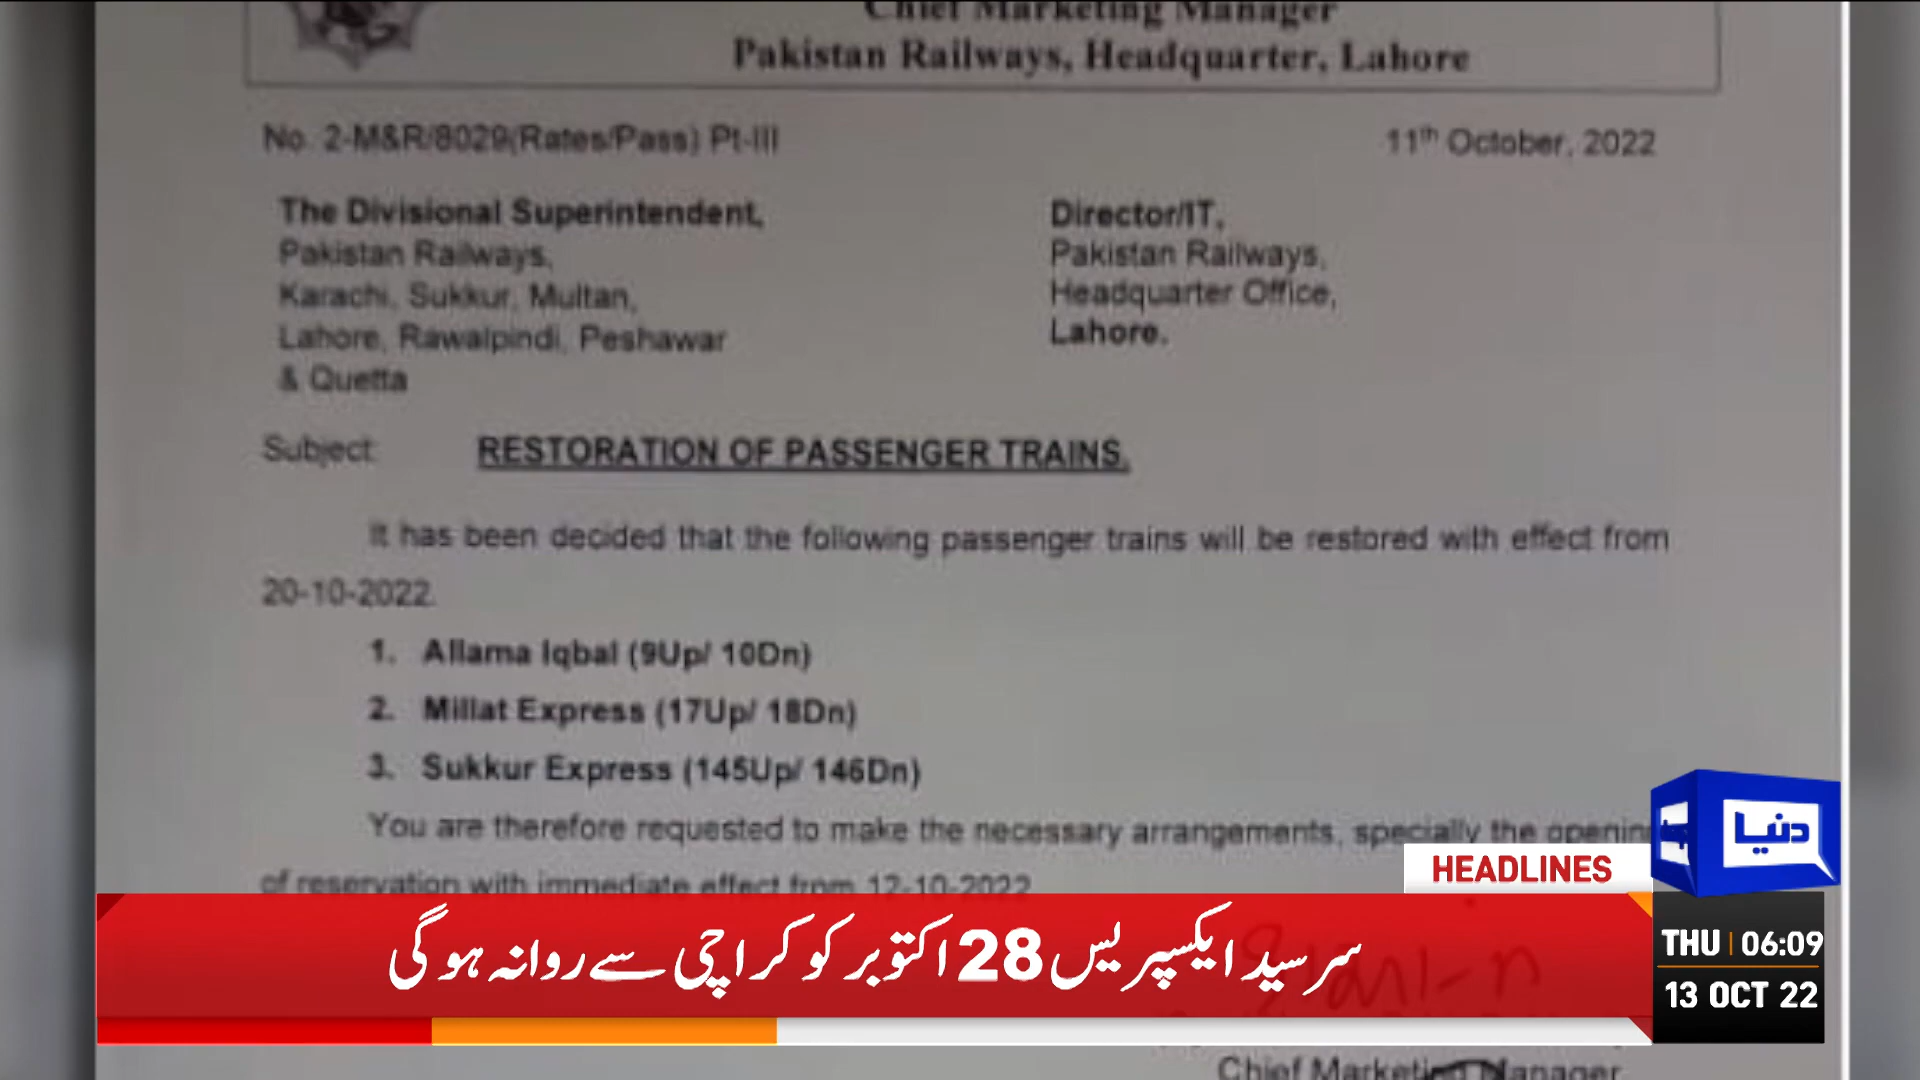 Chief Marketing Manager
Pakistan Railways, Headquarter, Lahore
No. 2-M&R/8029(Rates/Pass) Pt-III
11th October, 2022
The Divisional Superintendent,
Pakistan Railways,
Karachi, Sukkur, Multan,
Lahore, Rawalpindi, Peshawar
& Quetta
Director/IT,
Pakistan Railways,
Headquarter Office,
Lahore.
Subject: RESTORATION OF PASSENGER TRAINS.
It has been decided that the following passenger trains will be restored with effect from
20-10-2022.
1. Allama Iqbal (9Up/ 10Dn)
2. Millat Express (17Up/ 18Dn)
3. Sukkur Express (145Up/ 146Dn)
You are therefore requested to make the necessary arrangements, specially the opening
of reservation with immediate effect from 12-10-2022
HEADLINES
دنیا
سرسید ایکسپریس 28 اکتوبر کو کراچی سے روانہ ہوگی
THU | 06:09
13 OCT 22
Chief Marketing Manager